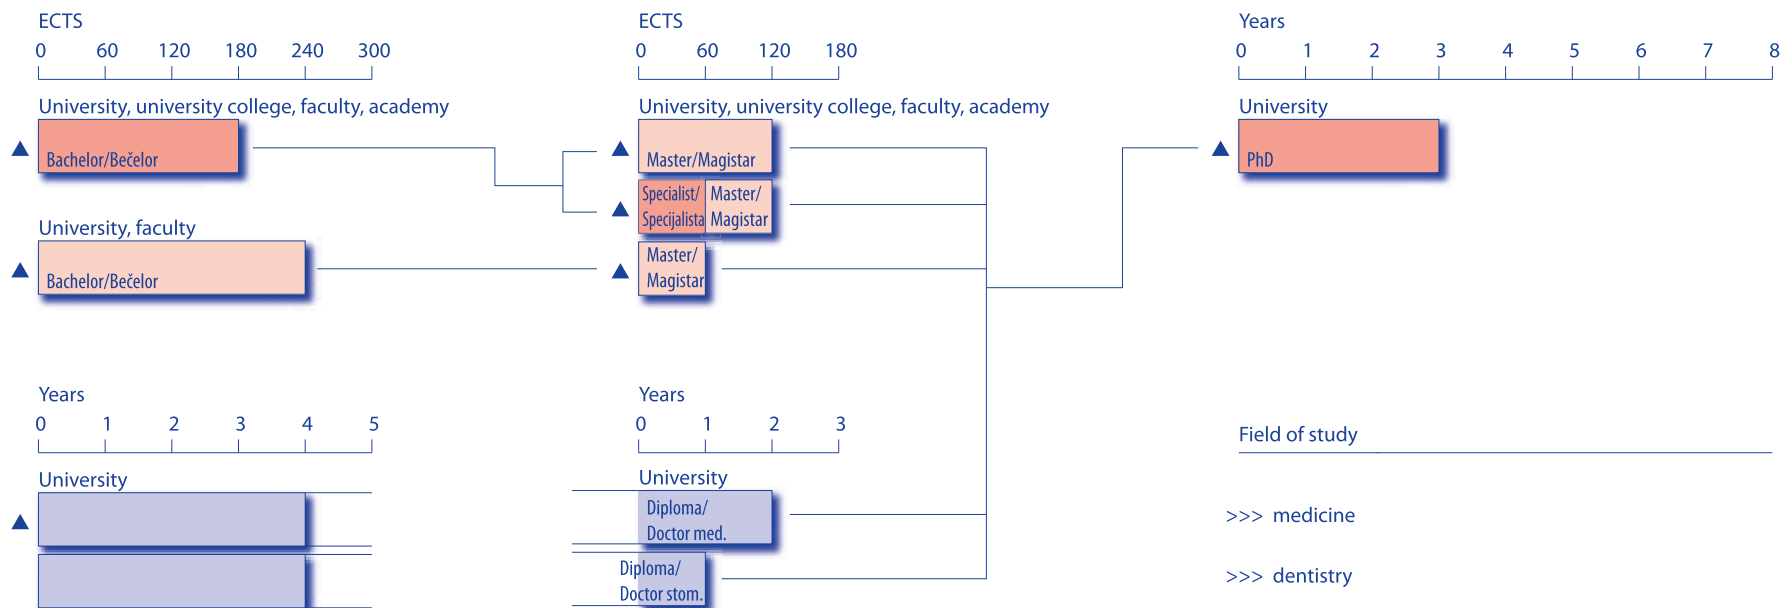 ECTS
0 60 120 180 240 300
University, university college, faculty, academy
Bachelor/Bečelor
University, faculty
Bachelor/Bečelor
ECTS
0 60 120 180
University, university college, faculty, academy
Master/Magistar
Specialist/
Specijalista
Master/
Magistar
Master/
Magistar
Years
0 1 2 3 4 5 6 7 8
University
PhD
Years
0 1 2 3 4 5
University
Years
0 1 2 3
University
Diploma/
Doctor med.
Diploma/
Doctor stom.
Field of study
>>> medicine
>>> dentistry